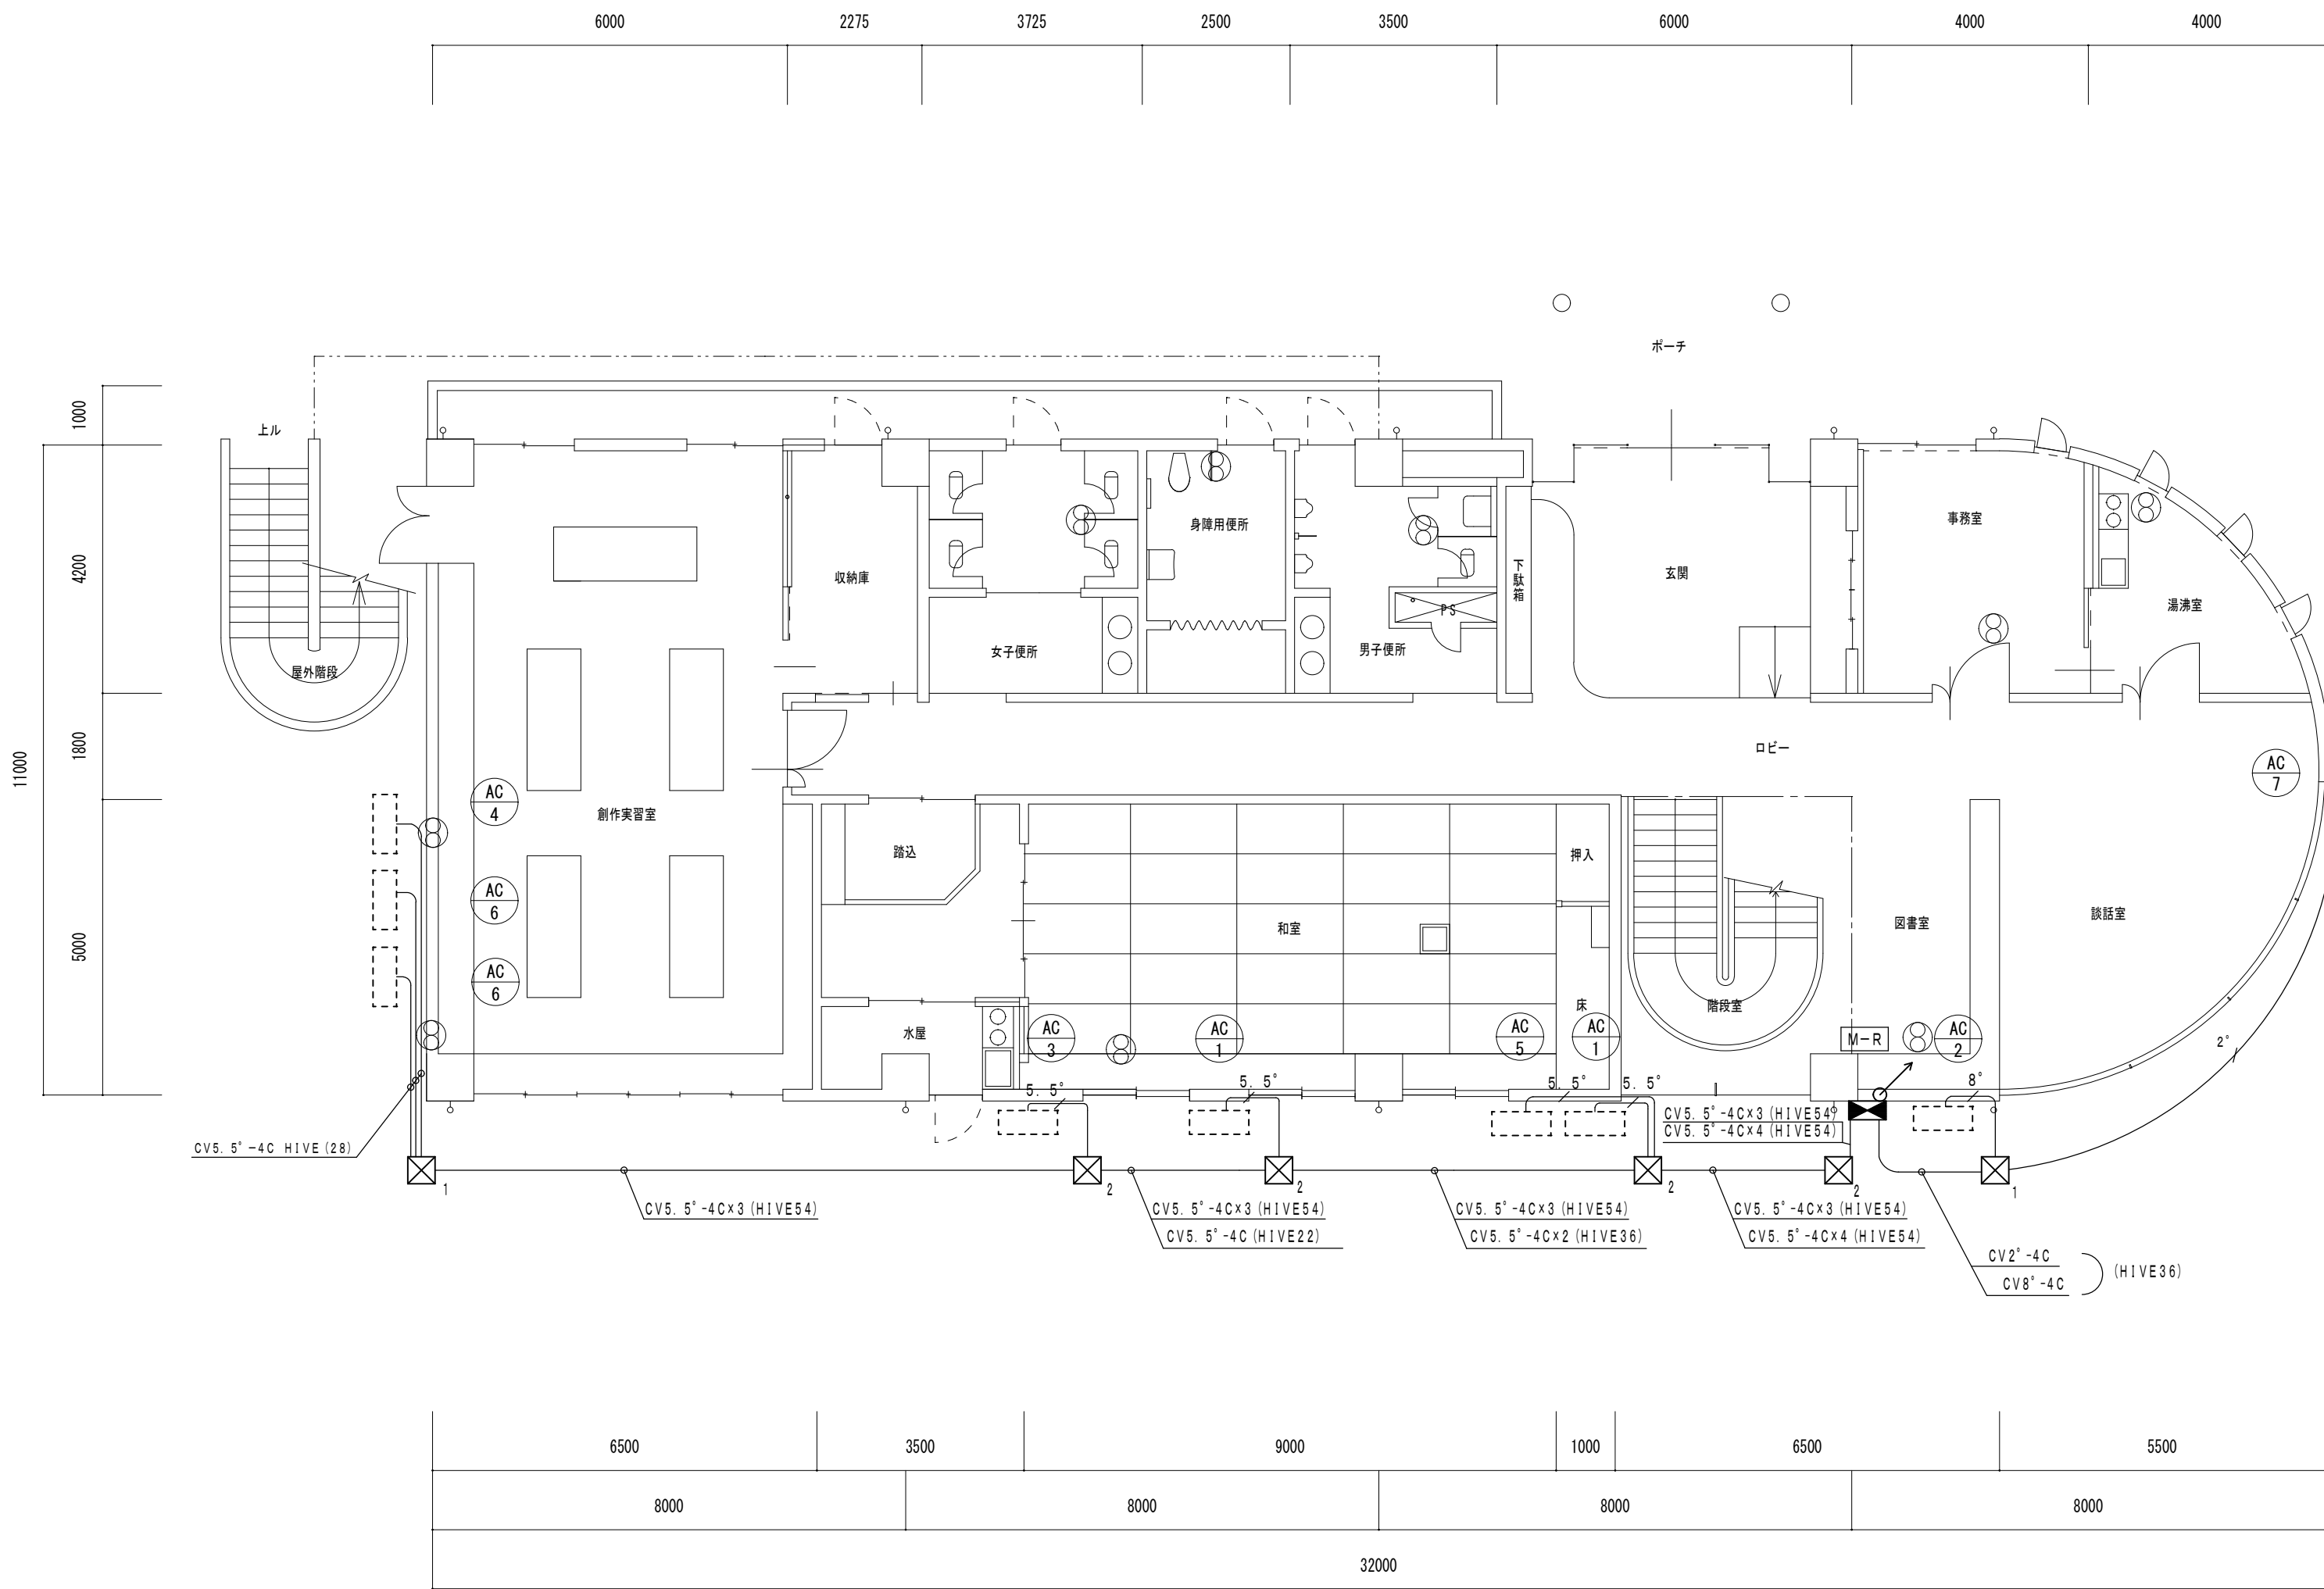 6000 2275 3725 2500 3500 6000 4000 4000
ポーチ
1000
上ル
4200
身障用便所
事務室
収納庫
下駄箱
玄関
PS
湯沸室
女子便所
男子便所
屋外階段
1800
ロビー
11000
AC
7
AC
4
創作実習室
踏込
押入
AC
6
和室
図書室
談話室
5000
AC
6
床
階段室
水屋
AC
3
AC
1
AC
5
AC
1
M-R
AC
2
2°
5.5°
5.5°
5.5°
5.5°
8°
CV5.5°-4C×3(HIVE54)
CV5.5°-4C×4(HIVE54)
CV5.5°-4C HIVE(28)
1
2
2
2
2
1
CV5.5°-4C×3(HIVE54)
CV5.5°-4C×3(HIVE54)
CV5.5°-4C(HIVE22)
CV5.5°-4C×3(HIVE54)
CV5.5°-4C×2(HIVE36)
CV5.5°-4C×3(HIVE54)
CV5.5°-4C×4(HIVE54)
CV2°-4C
CV8°-4C
(HIVE36)
6500 3500 9000 1000 6500 5500
8000 8000 8000 8000
32000